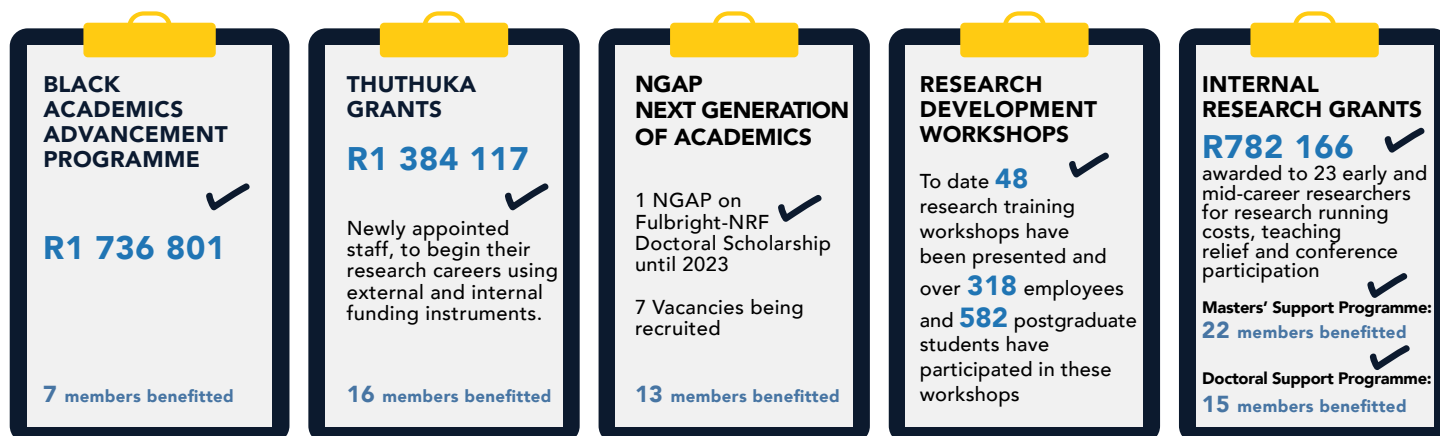 BLACK
ACADEMICS
ADVANCEMENT
PROGRAMME
R1 736 801
7 members benefitted
THUTHUKA
GRANTS
R1 384 117
Newly appointed
staff, to begin their
research careers using
external and internal
funding instruments.
16 members benefitted
NGAP
NEXT GENERATION
OF ACADEMICS
1 NGAP on
Fulbright-NRF
Doctoral Scholarship
until 2023
7 Vacancies being
recruited
13 members benefitted
RESEARCH
DEVELOPMENT
WORKSHOPS
To date 48
research training
workshops have
been presented and
over 318 employees
and 582 postgraduate
students have
participated in these
workshops
INTERNAL
RESEARCH GRANTS
R782 166
awarded to 23 early and
mid-career researchers
for research running
costs, teaching
relief and conference
participation
Masters' Support Programme:
22 members benefitted
Doctoral Support Programme:
15 members benefitted